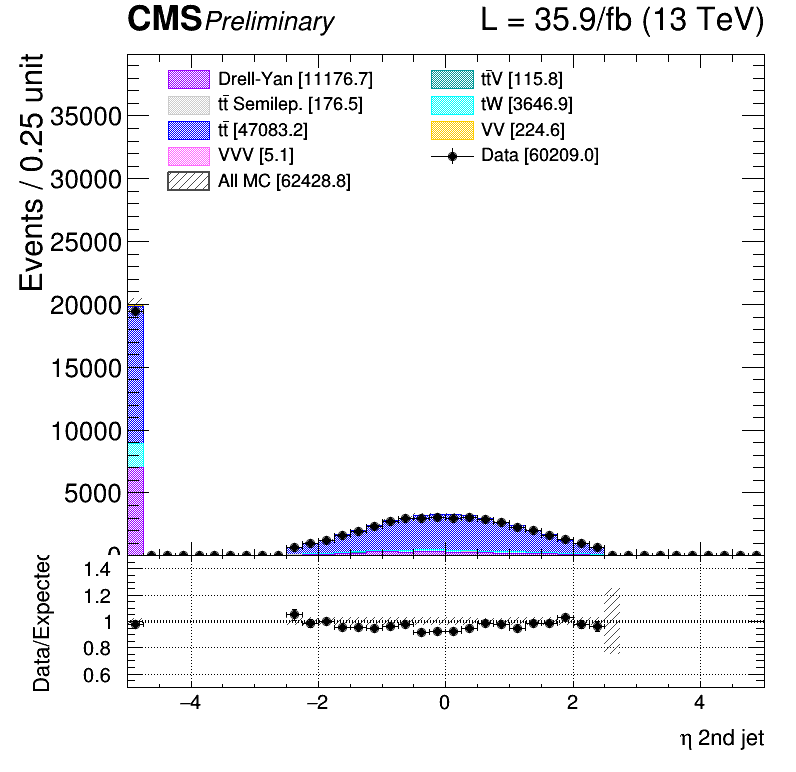 CMS Preliminary L = 35.9/fb (13 TeV)
Events / 0.25 unit
Drell-Yan [11176.7]
tt̄ Semilep. [176.5]
tt̄ [47083.2]
VVV [5.1]
All MC [62428.8]
tt̄V [115.8]
tW [3646.9]
VV [224.6]
Data [60209.0]
35000
30000
25000
20000
15000
10000
5000
0
Data/Expected
1.4
1.2
1
0.8
0.6
−4 −2 0 2 4
η 2nd jet